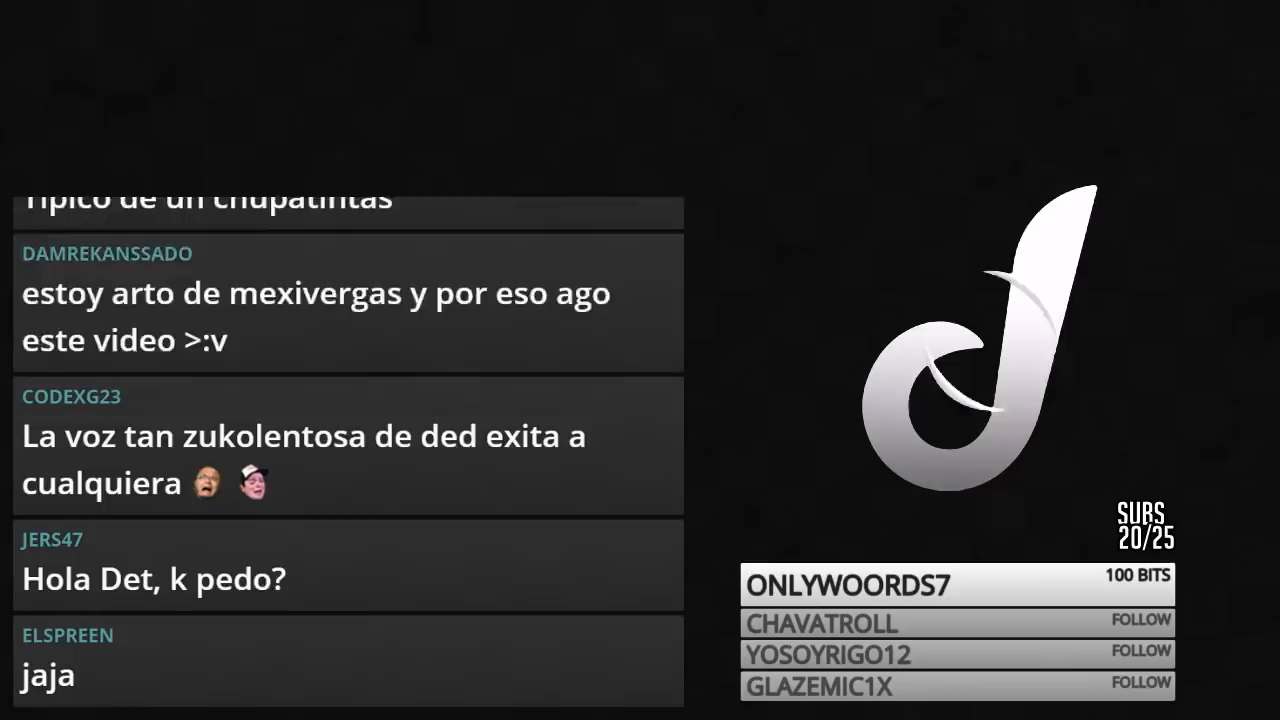 Tipico de un chupatintas
DAMREKANSSADO
estoy arto de mexivergas y por eso ago
este video >:v
CODEXG23
La voz tan zukolentosa de ded exita a
cualquiera
JERS47
Hola Det, k pedo?
ELSPREEN
jaja
SUBS
20/25
ONLYWOORDS7 100 BITS
CHAVATROLL FOLLOW
YOSOYRIGO12 FOLLOW
GLAZEMIC1X FOLLOW